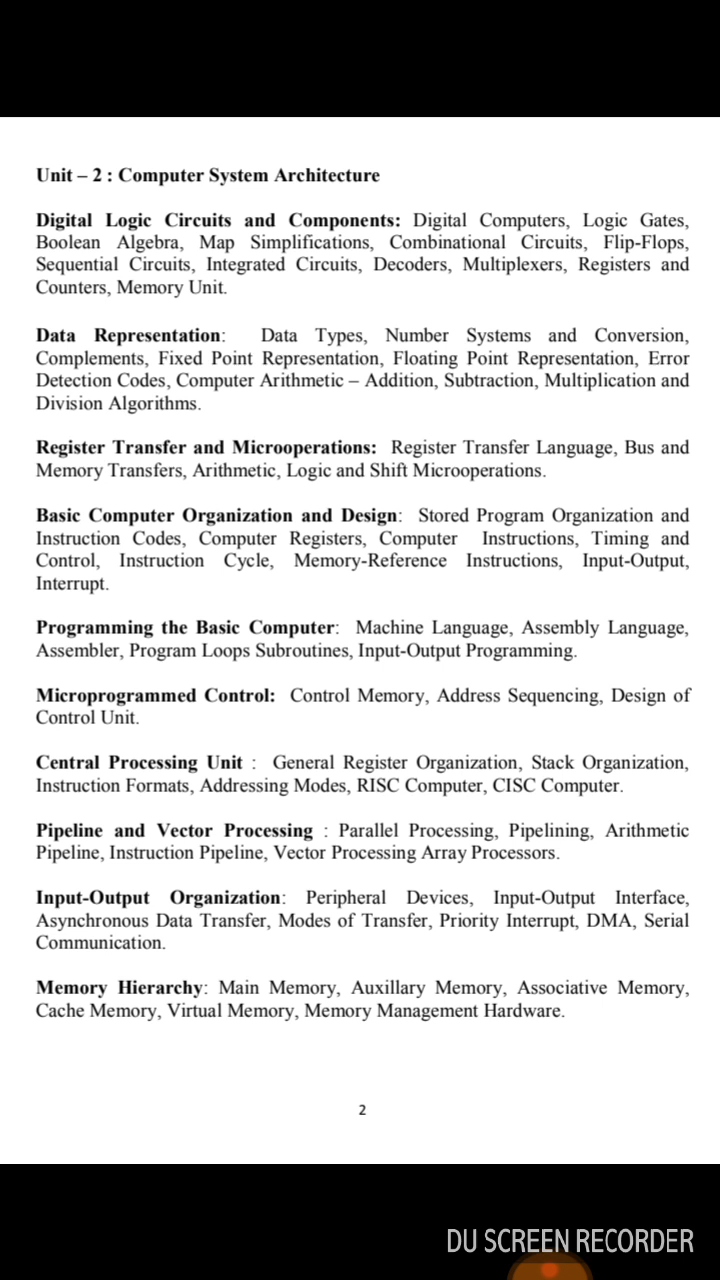 Unit – 2 : Computer System Architecture
Digital Logic Circuits and Components: Digital Computers, Logic Gates,
Boolean Algebra, Map Simplifications, Combinational Circuits, Flip-Flops,
Sequential Circuits, Integrated Circuits, Decoders, Multiplexers, Registers and
Counters, Memory Unit.
Data Representation: Data Types, Number Systems and Conversion,
Complements, Fixed Point Representation, Floating Point Representation, Error
Detection Codes, Computer Arithmetic – Addition, Subtraction, Multiplication and
Division Algorithms.
Register Transfer and Microoperations: Register Transfer Language, Bus and
Memory Transfers, Arithmetic, Logic and Shift Microoperations.
Basic Computer Organization and Design: Stored Program Organization and
Instruction Codes, Computer Registers, Computer Instructions, Timing and
Control, Instruction Cycle, Memory-Reference Instructions, Input-Output,
Interrupt.
Programming the Basic Computer: Machine Language, Assembly Language,
Assembler, Program Loops Subroutines, Input-Output Programming.
Microprogrammed Control: Control Memory, Address Sequencing, Design of
Control Unit.
Central Processing Unit : General Register Organization, Stack Organization,
Instruction Formats, Addressing Modes, RISC Computer, CISC Computer.
Pipeline and Vector Processing : Parallel Processing, Pipelining, Arithmetic
Pipeline, Instruction Pipeline, Vector Processing Array Processors.
Input-Output Organization: Peripheral Devices, Input-Output Interface,
Asynchronous Data Transfer, Modes of Transfer, Priority Interrupt, DMA, Serial
Communication.
Memory Hierarchy: Main Memory, Auxillary Memory, Associative Memory,
Cache Memory, Virtual Memory, Memory Management Hardware.
2
DU SCREEN RECORDER